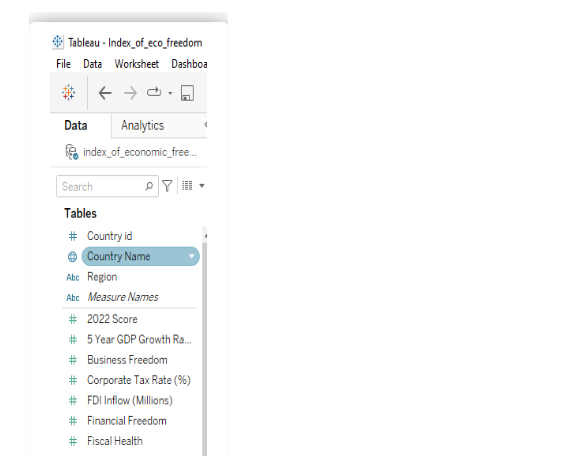 Tableau - Index_of_eco_freedom
File Data Worksheet Dashboa
Data Analytics
index_of_economic_free...
Search
Tables
# Country id
Country Name
Abc Region
Abc Measure Names
# 2022 Score
# 5 Year GDP Growth Ra...
# Business Freedom
# Corporate Tax Rate (%)
# FDI Inflow (Millions)
# Financial Freedom
# Fiscal Health